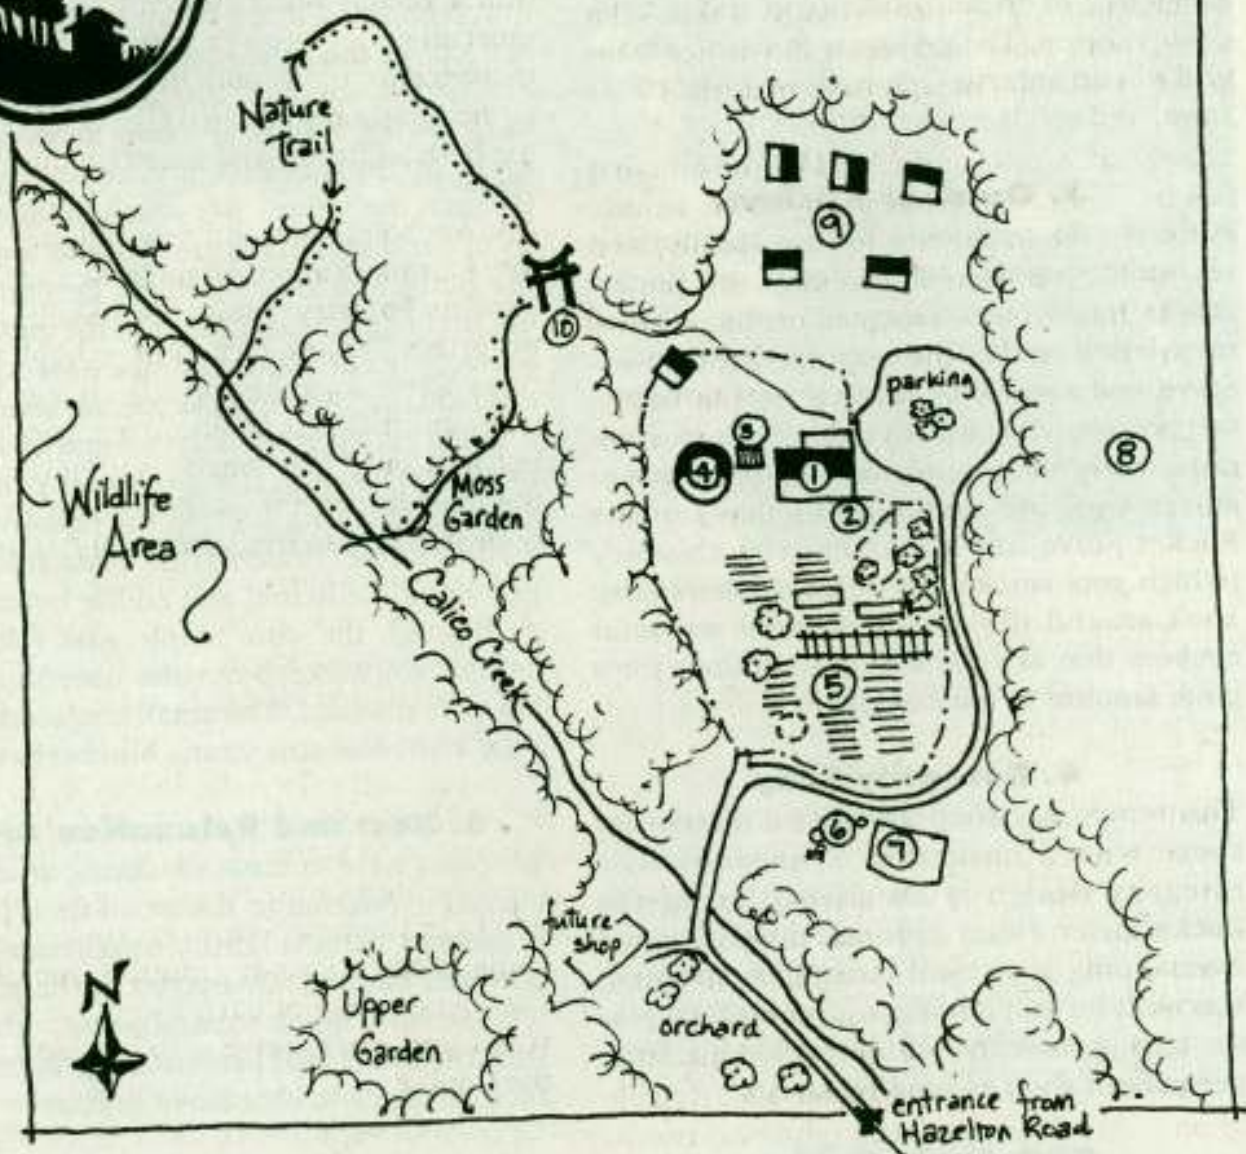 Nature
trail
9
10
parking
3
4
1
8
2
Moss
Garden
Wildlife
Area
Calico Creek
5
6
7
future
shop
N
Upper
Garden
orchard
entrance from
Hazelton Road